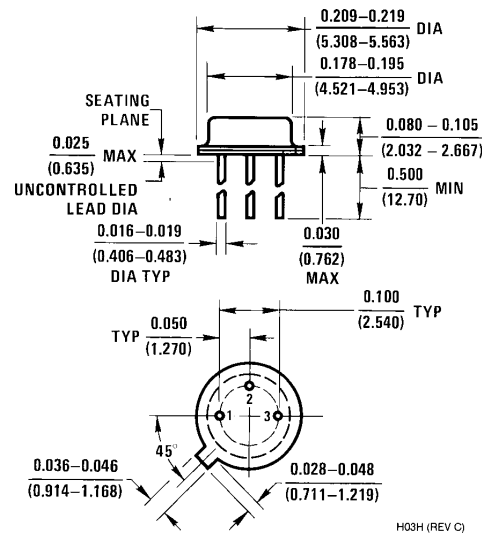 0.209–0.219
(5.308–5.563)
DIA
0.178–0.195
(4.521–4.953)
DIA
SEATING
PLANE
0.025
(0.635)
MAX
UNCONTROLLED
LEAD DIA
0.080 – 0.105
(2.032 – 2.667)
0.500
(12.70)
MIN
0.016–0.019
(0.406–0.483)
DIA TYP
0.030
(0.762)
MAX
0.100
(2.540)
TYP
TYP
0.050
(1.270)
2
1
3
45°
0.036–0.046
(0.914–1.168)
0.028–0.048
(0.711–1.219)
H03H (REV C)